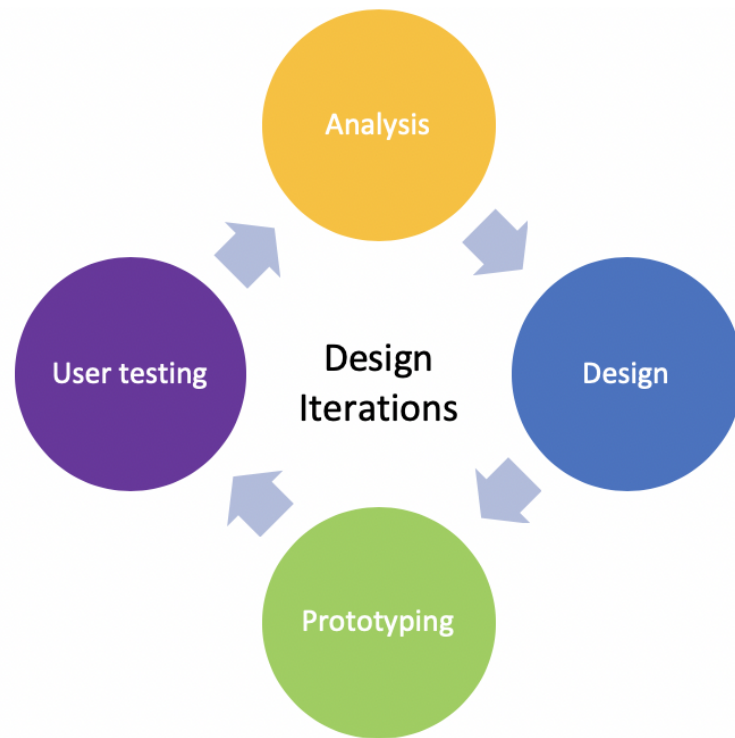 Analysis
Design
Prototyping
User testing
Design
Iterations